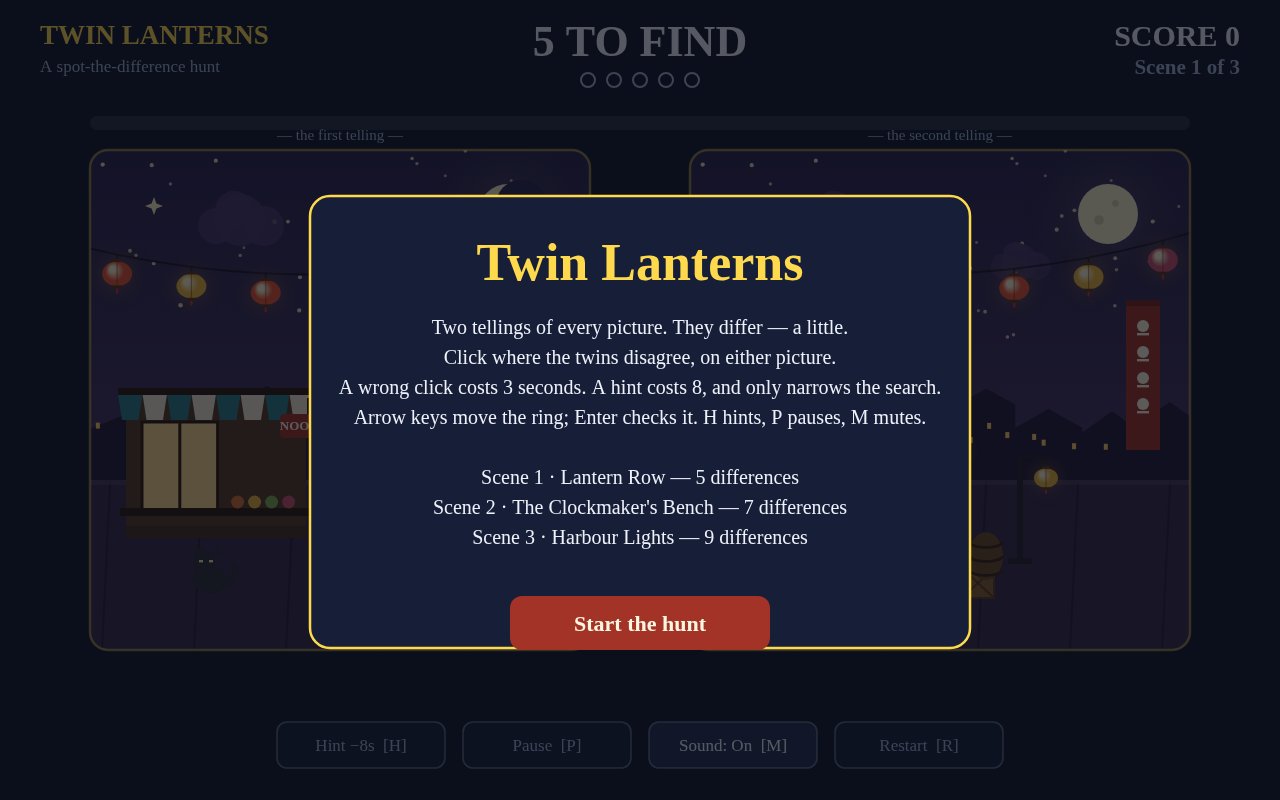 TWIN LANTERNS
A spot-the-difference hunt
5 TO FIND
SCORE 0
Scene 1 of 3
— the first telling —
— the second telling —
NOO
Twin Lanterns
Two tellings of every picture. They differ — a little.
Click where the twins disagree, on either picture.
A wrong click costs 3 seconds. A hint costs 8, and only narrows the search.
Arrow keys move the ring; Enter checks it. H hints, P pauses, M mutes.
Scene 1 · Lantern Row — 5 differences
Scene 2 · The Clockmaker's Bench — 7 differences
Scene 3 · Harbour Lights — 9 differences
Start the hunt
Hint −8s [H]
Pause [P]
Sound: On [M]
Restart [R]